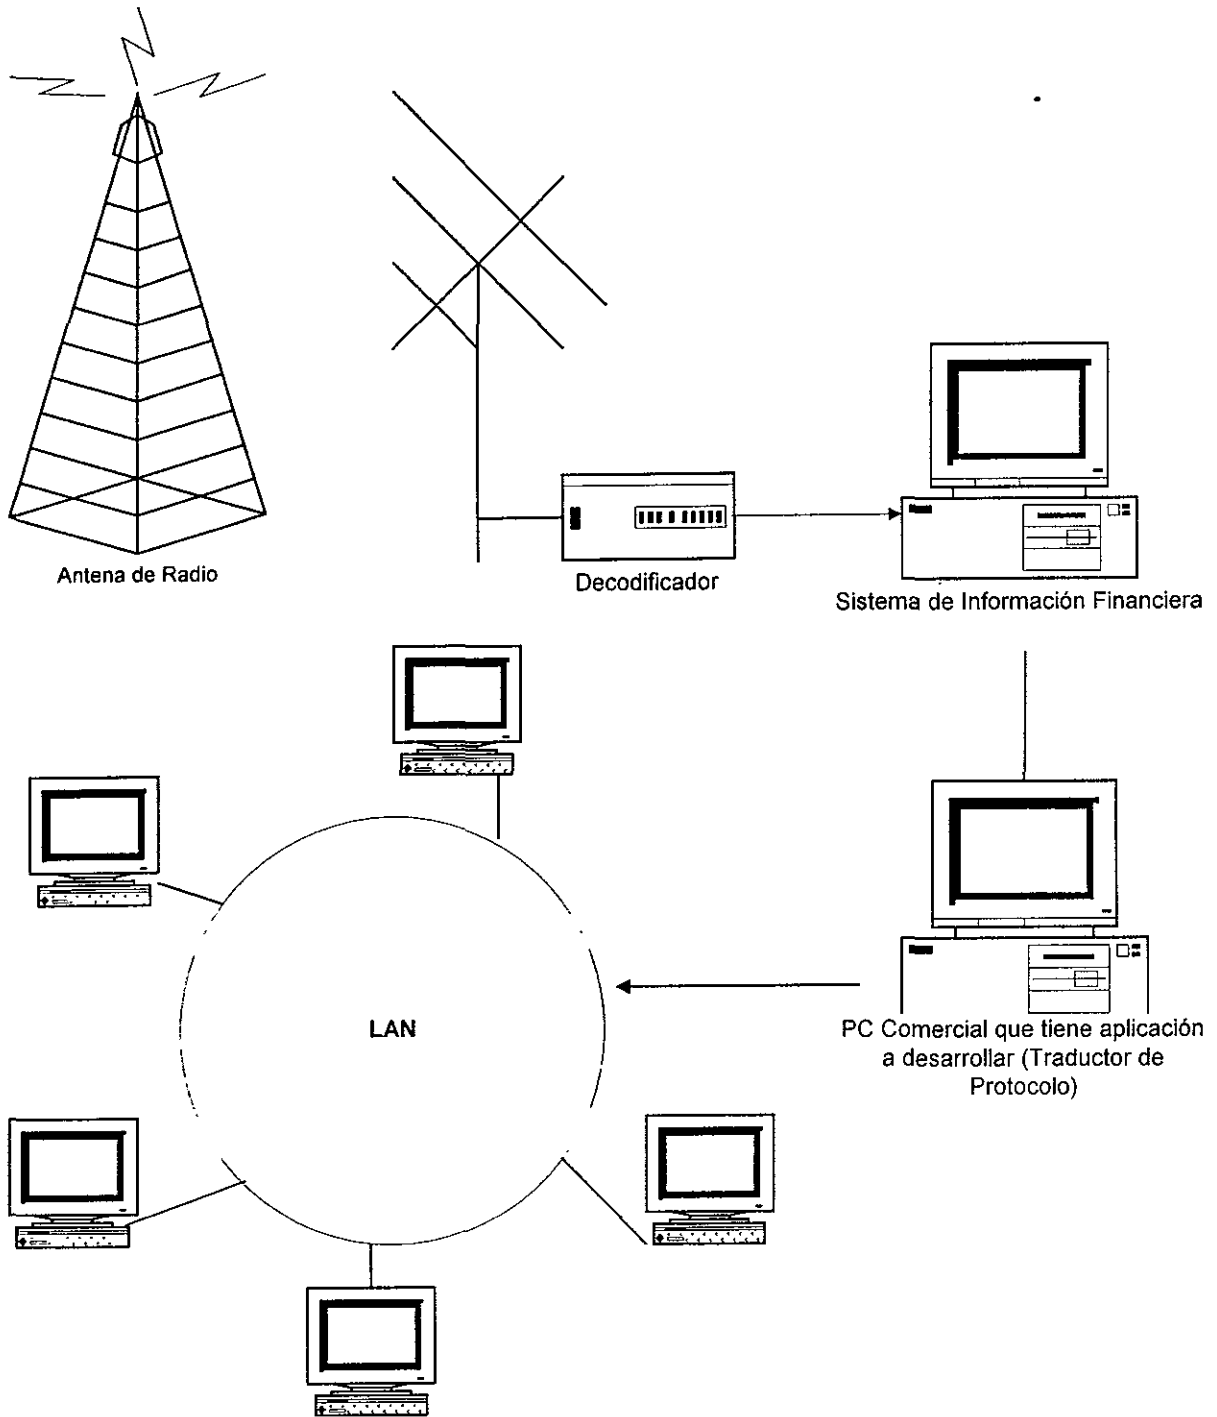 Antena de Radio
Decodificador
Sistema de Información Financiera
LAN
PC Comercial que tiene aplicación
a desarrollar (Traductor de
Protocolo)